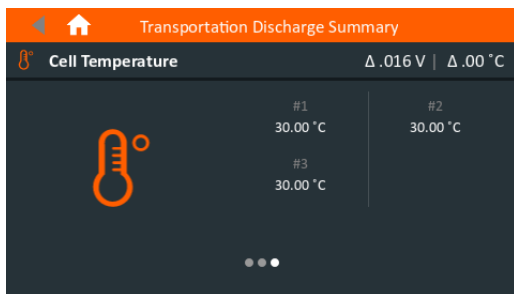 Transportation Discharge Summary
Cell Temperature Δ .016 V | Δ .00 ˚C
#1 #2
30.00 ˚C 30.00 ˚C
#3
30.00 ˚C